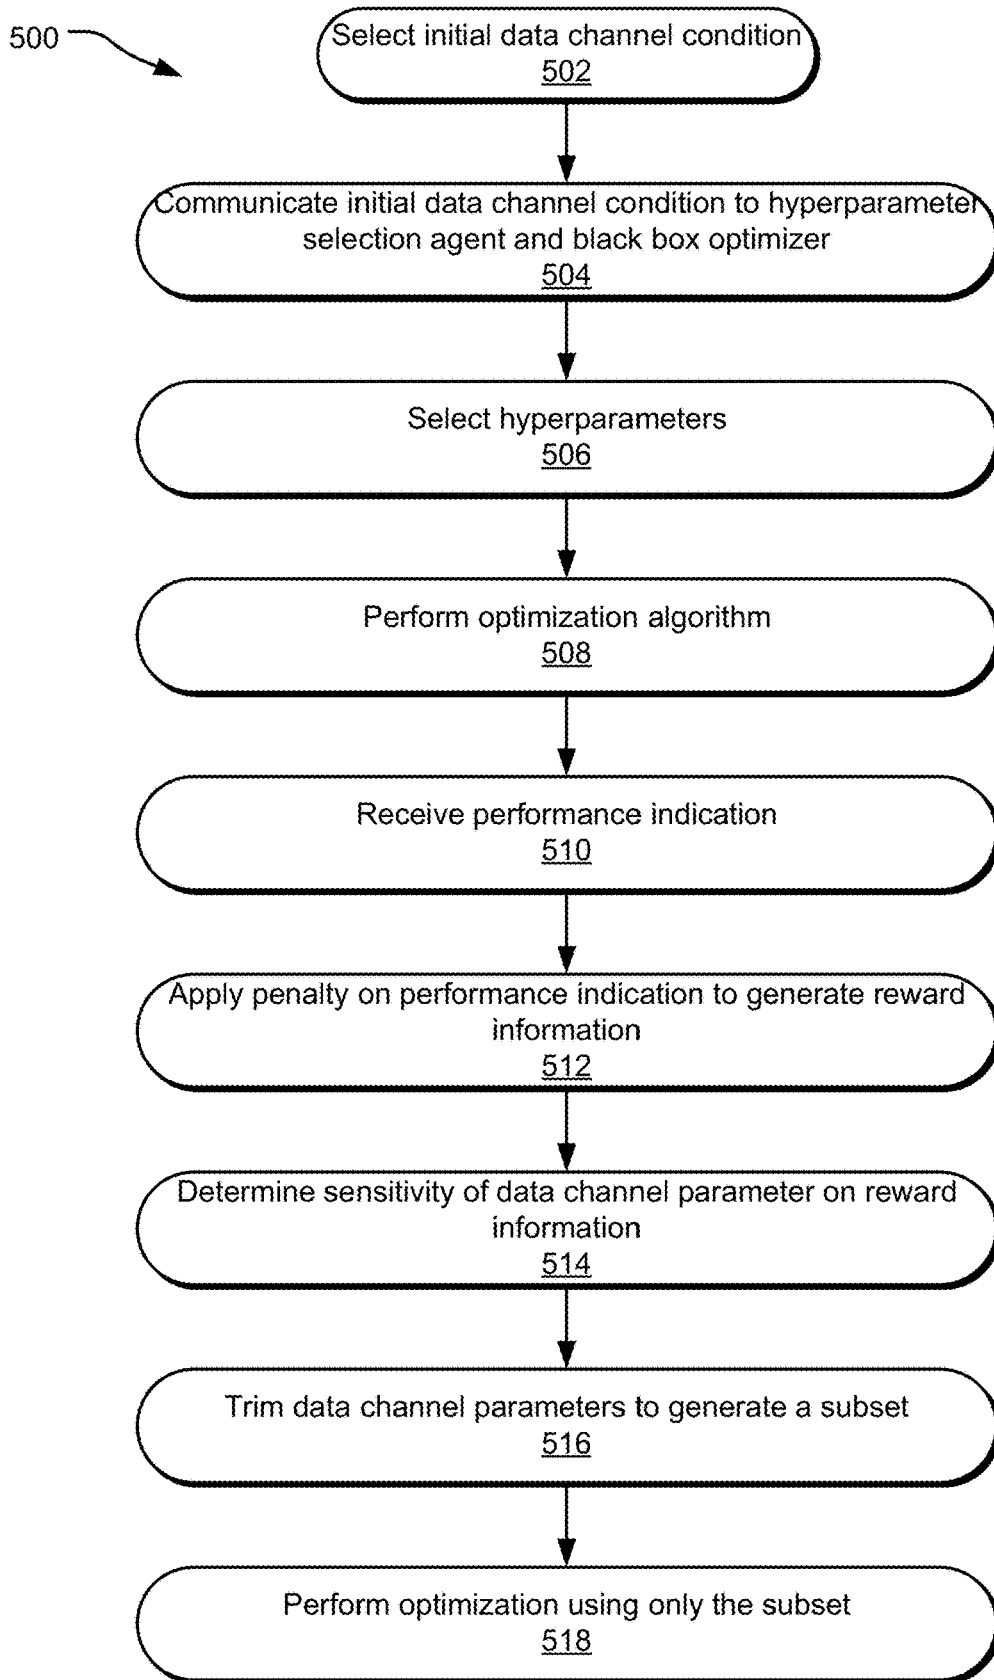 500
Select initial data channel condition
502
Communicate initial data channel condition to hyperparameter
selection agent and black box optimizer
504
Select hyperparameters
506
Perform optimization algorithm
508
Receive performance indication
510
Apply penalty on performance indication to generate reward
information
512
Determine sensitivity of data channel parameter on reward
information
514
Trim data channel parameters to generate a subset
516
Perform optimization using only the subset
518